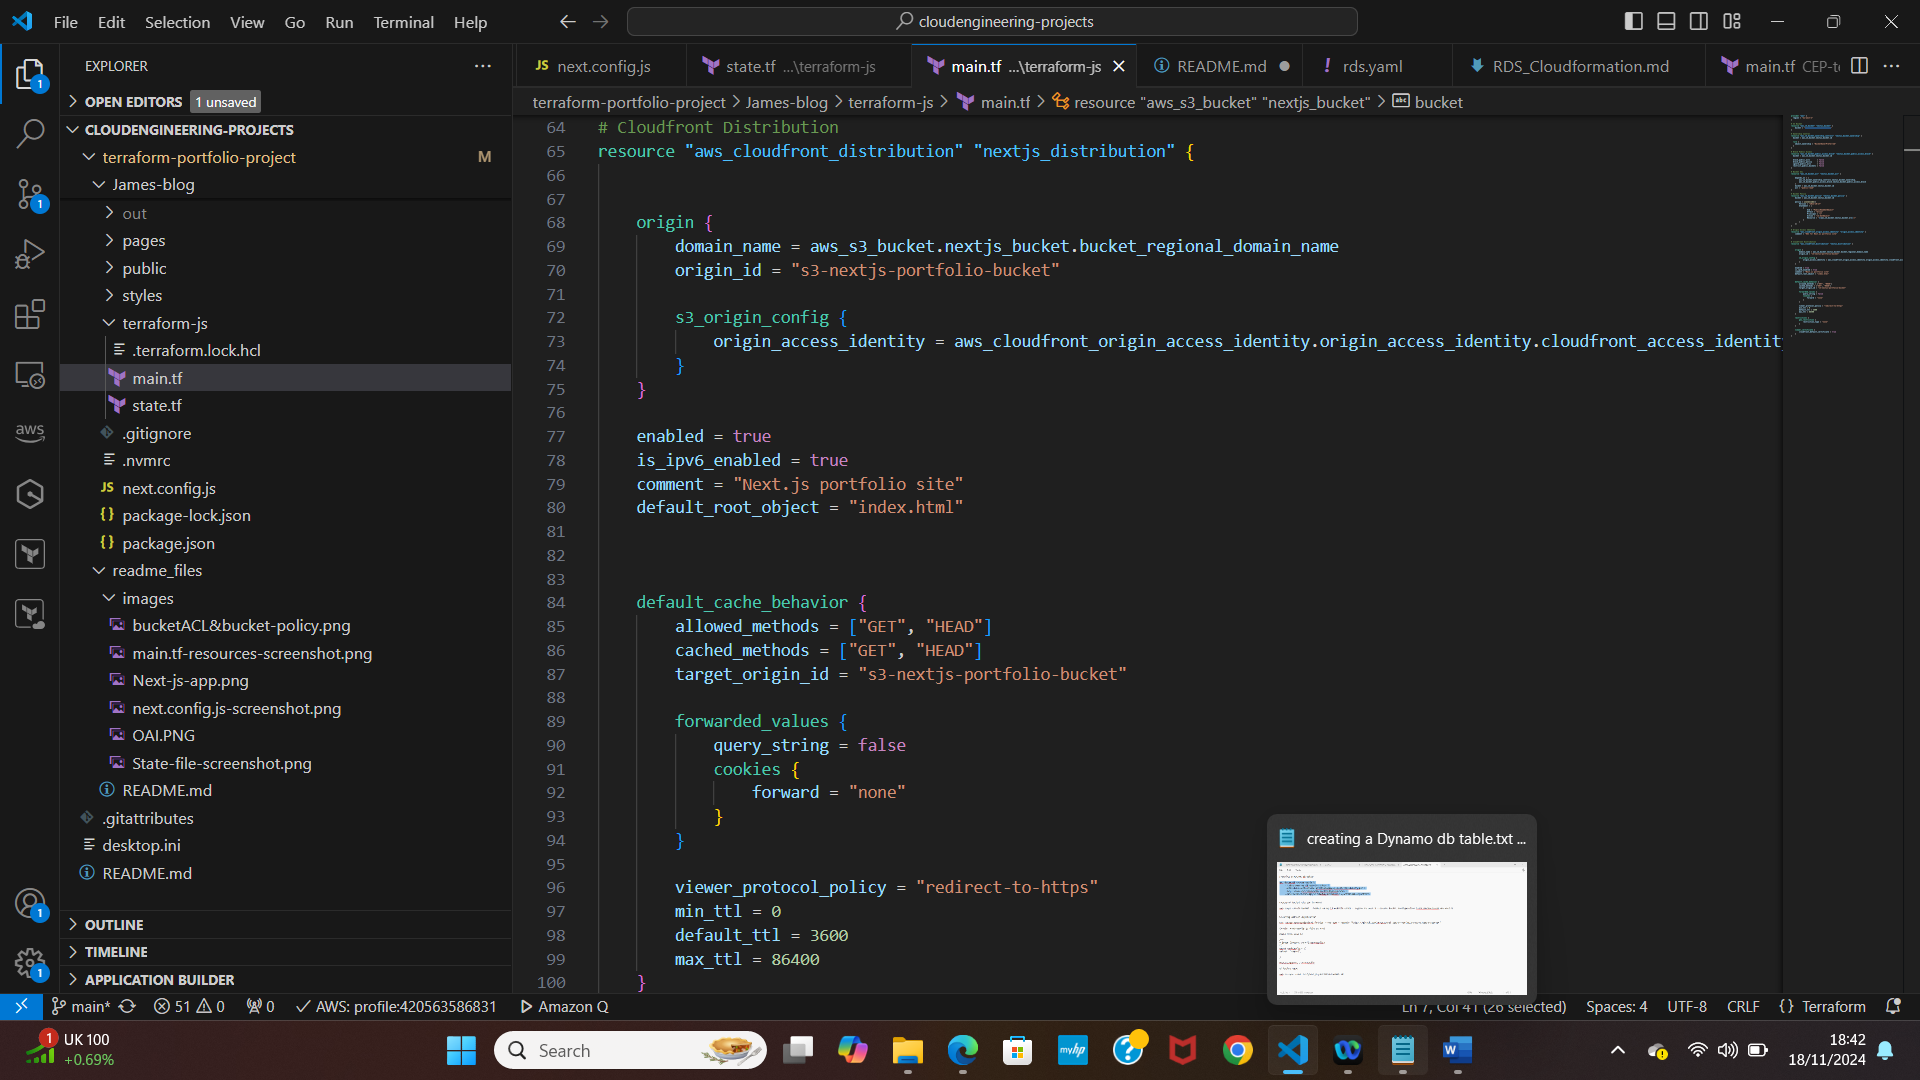 File Edit Selection View Go Run Terminal Help
cloudengineering-projects
EXPLORER
OPEN EDITORS 1 unsaved
CLOUDENGINEERING-PROJECTS
terraform-portfolio-project M
James-blog
out
pages
public
styles
terraform-js
.terraform.lock.hcl
main.tf
state.tf
.gitignore
.nvmrc
JS next.config.js
{} package-lock.json
{} package.json
readme_files
images
bucketACL&bucket-policy.png
main.tf-resources-screenshot.png
Next-js-app.png
next.config.js-screenshot.png
OAI.PNG
State-file-screenshot.png
README.md
.gitattributes
desktop.ini
README.md
OUTLINE
TIMELINE
APPLICATION BUILDER
1
1
aws
1
1
JS next.config.js
state.tf ...\terraform-js
main.tf ...\terraform-js
README.md
! rds.yaml
RDS_Cloudformation.md
main.tf
terraform-portfolio-project > James-blog > terraform-js > main.tf > resource "aws_s3_bucket" "nextjs_bucket" > abc bucket
64 # Cloudfront Distribution
65 resource "aws_cloudfront_distribution" "nextjs_distribution" {
66
67
68 origin {
69 domain_name = aws_s3_bucket.nextjs_bucket.bucket_regional_domain_name
70 origin_id = "s3-nextjs-portfolio-bucket"
71
72 s3_origin_config {
73 origin_access_identity = aws_cloudfront_origin_access_identity.origin_access_identity.cloudfront_access_identit
74 }
75 }
76
77 enabled = true
78 is_ipv6_enabled = true
79 comment = "Next.js portfolio site"
80 default_root_object = "index.html"
81
82
83
84 default_cache_behavior {
85 allowed_methods = ["GET", "HEAD"]
86 cached_methods = ["GET", "HEAD"]
87 target_origin_id = "s3-nextjs-portfolio-bucket"
88
89 forwarded_values {
90 query_string = false
91 cookies {
92 forward = "none"
93 }
94 }
95
96 viewer_protocol_policy = "redirect-to-https"
97 min_ttl = 0
98 default_ttl = 3600
99 max_ttl = 86400
100 }
creating a Dynamo db table.txt ...
main* 51 0 0 AWS: profile:420563586831 Amazon Q
Ln 7, Col 41 (26 selected) Spaces: 4 UTF-8 CRLF {} Terraform
1 UK 100
+0.69%
Search
myhp
W
18:42
18/11/2024